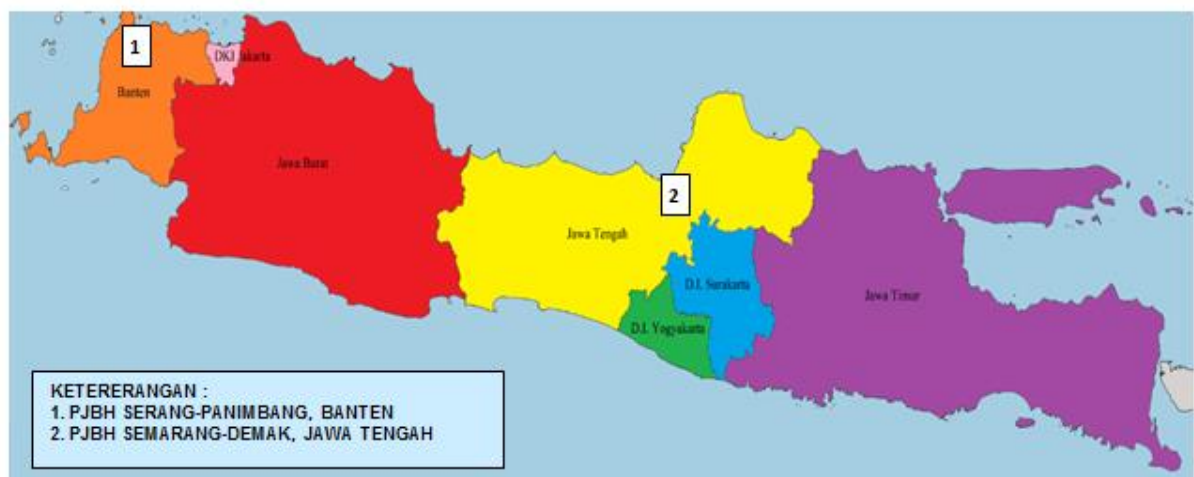 1
DKI Jakarta
Banten
Jawa Barat
2
Jawa Tengah
D.I. Surakarta
Jawa Timur
D.I. Yogyakarta
KETERERANGAN :
1. PJBH SERANG-PANIMBANG, BANTEN
2. PJBH SEMARANG-DEMAK, JAWA TENGAH